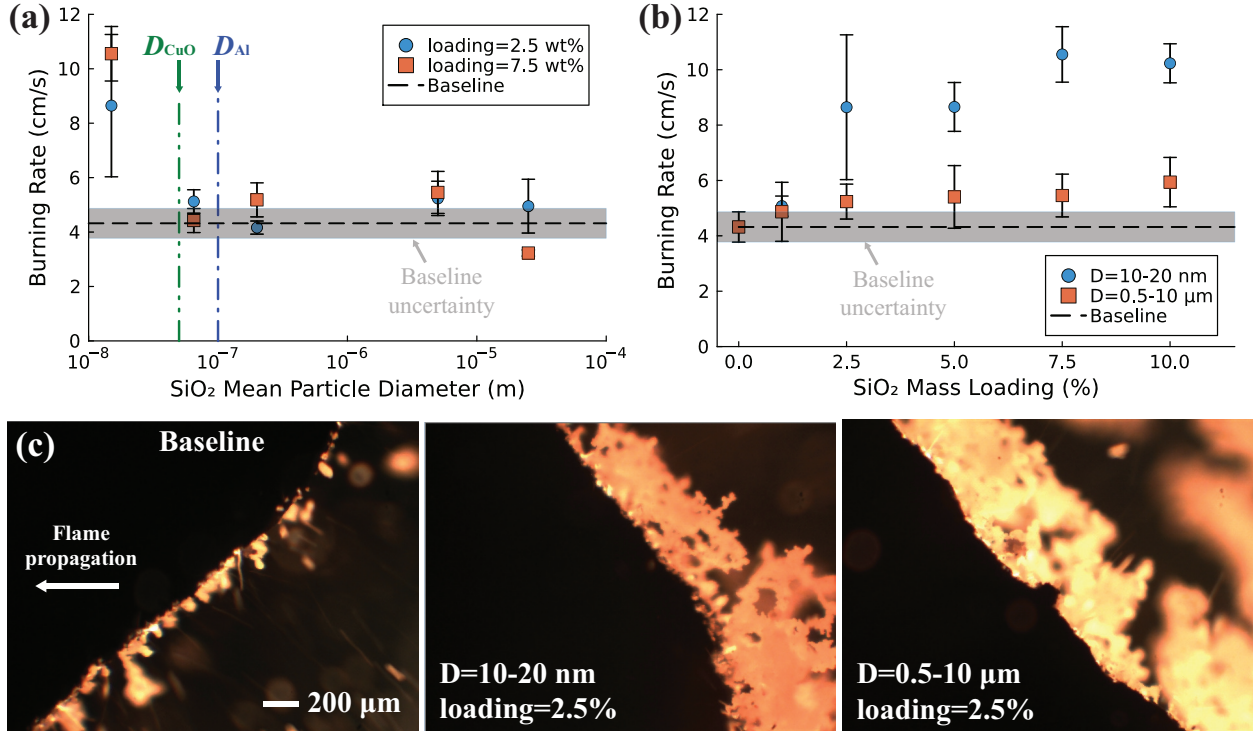 (a)
12
10
8
6
4
2
0
Burning Rate (cm/s)
D_CuO
D_Al
loading=2.5 wt%
loading=7.5 wt%
Baseline
Baseline
uncertainty
10⁻⁸
10⁻⁷
10⁻⁶
10⁻⁵
10⁻⁴
SiO₂ Mean Particle Diameter (m)
(b)
12
10
8
6
4
2
0
Burning Rate (cm/s)
Baseline
uncertainty
D=10-20 nm
D=0.5-10 μm
Baseline
0.0
2.5
5.0
7.5
10.0
SiO₂ Mass Loading (%)
(c)
Baseline
Flame
propagation
200 μm
D=10-20 nm
loading=2.5%
D=0.5-10 μm
loading=2.5%